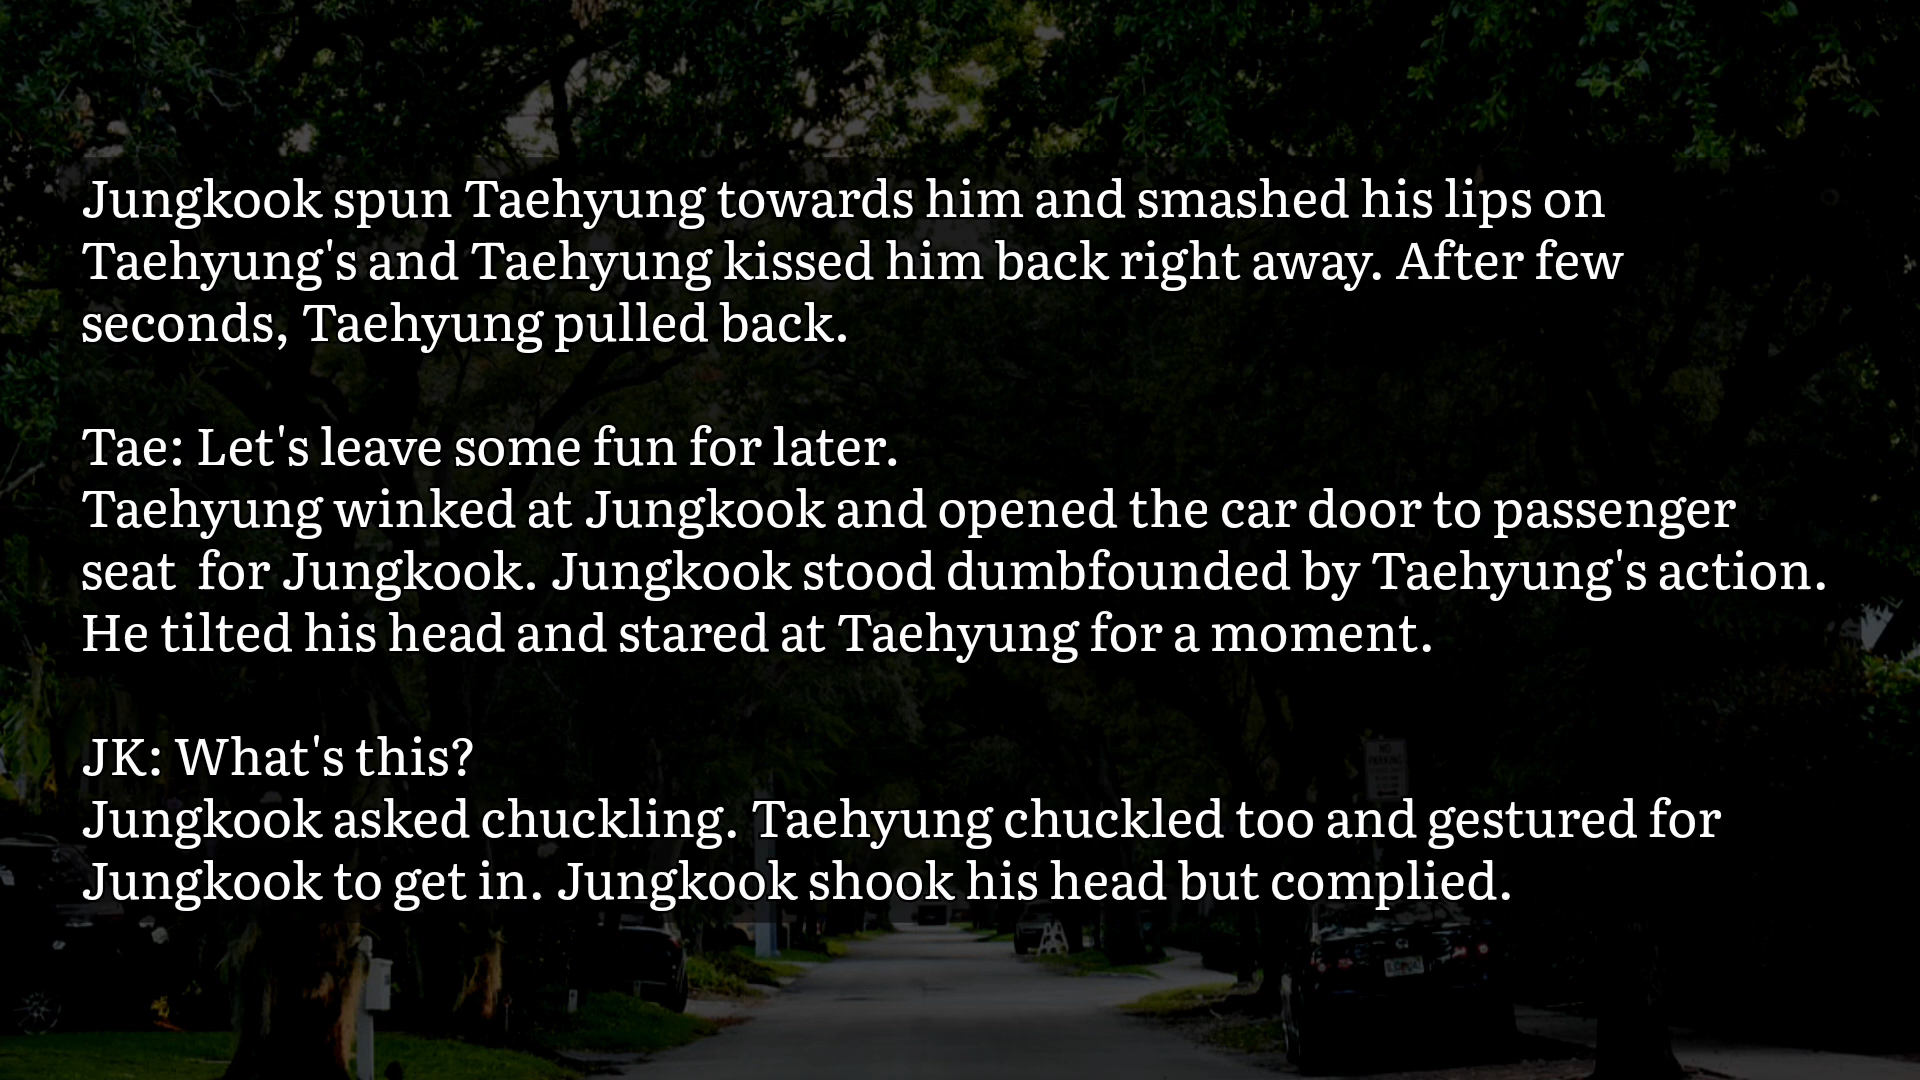 Jungkook spun Taehyung towards him and smashed his lips on
Taehyung's and Taehyung kissed him back right away. After few
seconds, Taehyung pulled back.
Tae: Let's leave some fun for later.
Taehyung winked at Jungkook and opened the car door to passenger
seat  for Jungkook. Jungkook stood dumbfounded by Taehyung's action.
He tilted his head and stared at Taehyung for a moment.
JK: What's this?
Jungkook asked chuckling. Taehyung chuckled too and gestured for
Jungkook to get in. Jungkook shook his head but complied.
NO
PARKING